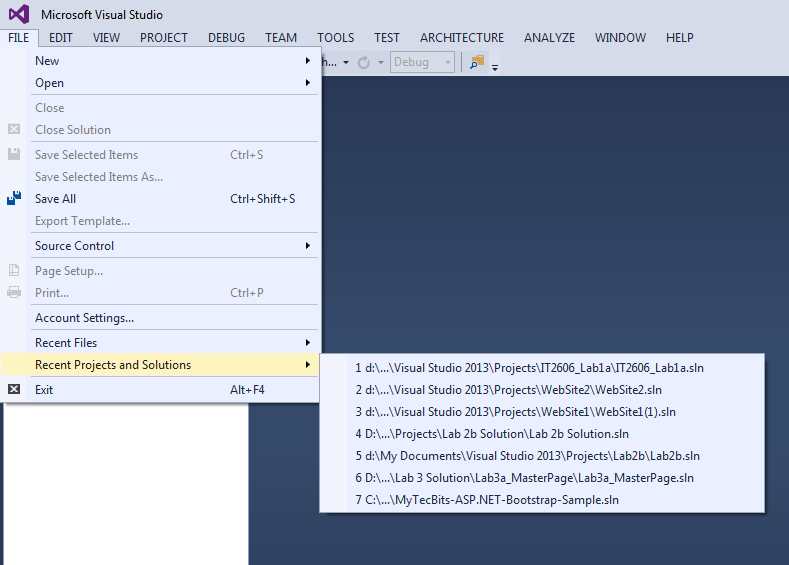 Microsoft Visual Studio
FILE EDIT VIEW PROJECT DEBUG TEAM TOOLS TEST ARCHITECTURE ANALYZE WINDOW HELP
h... Debug
New
Open
Close
Close Solution
Save Selected Items Ctrl+S
Save Selected Items As...
Save All Ctrl+Shift+S
Export Template...
Source Control
Page Setup...
Print... Ctrl+P
Account Settings...
Recent Files
Recent Projects and Solutions
Exit Alt+F4
1 d:\...\Visual Studio 2013\Projects\IT2606_Lab1a\IT2606_Lab1a.sln
2 d:\...\Visual Studio 2013\Projects\WebSite2\WebSite2.sln
3 d:\...\Visual Studio 2013\Projects\WebSite1\WebSite1(1).sln
4 D:\...\Projects\Lab 2b Solution\Lab 2b Solution.sln
5 d:\My Documents\Visual Studio 2013\Projects\Lab2b\Lab2b.sln
6 D:\...\Lab 3 Solution\Lab3a_MasterPage\Lab3a_MasterPage.sln
7 C:\...\MyTecBits-ASP.NET-Bootstrap-Sample.sln